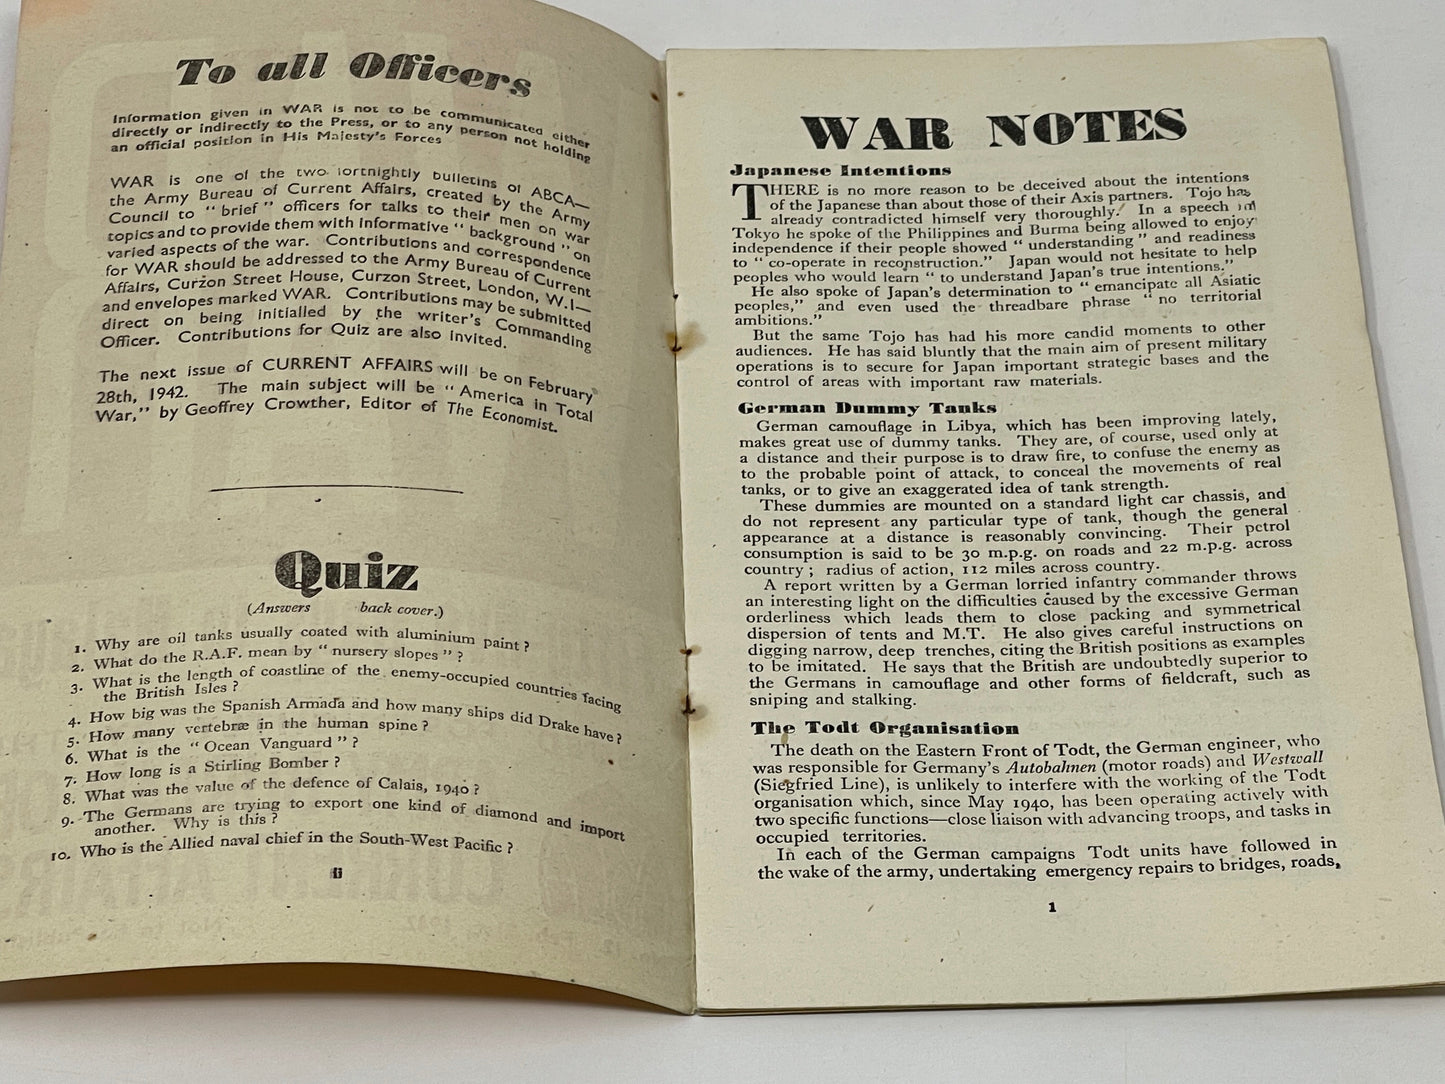 To all Officers
Information given in WAR is not to be communicated either
directly or indirectly to the Press, or to any person not holding
an official position in His Majesty's Forces
WAR is one of the two fortnightly bulletins of ABCA—
the Army Bureau of Current Affairs, created by the Army
Council to "brief" officers for talks to their men on war
topics and to provide them with informative "background" on
varied aspects of the war. Contributions and correspondence
for WAR should be addressed to the Army Bureau of Current
Affairs, Curzon Street House, Curzon Street, London, W.1—
and envelopes marked WAR. Contributions may be submitted
direct on being initialled by the writer's Commanding
Officer. Contributions for Quiz are also invited.
The next issue of CURRENT AFFAIRS will be on February
28th, 1942. The main subject will be "America in Total
War," by Geoffrey Crowther, Editor of The Economist.
Quiz
(Answers back cover.)
1. Why are oil tanks usually coated with aluminium paint?
2. What do the R.A.F. mean by "nursery slopes"?
3. What is the length of coastline of the enemy-occupied countries facing
the British Isles?
4. How big was the Spanish Armada and how many ships did Drake have?
5. How many vertebræ in the human spine?
6. What is the "Ocean Vanguard"?
7. How long is a Stirling Bomber?
8. What was the value of the defence of Calais, 1940?
9. The Germans are trying to export one kind of diamond and import
another. Why is this?
10. Who is the Allied naval chief in the South-West Pacific?
WAR NOTES
Japanese Intentions
THERE is no more reason to be deceived about the intentions
of the Japanese than about those of their Axis partners. Tojo has
already contradicted himself very thoroughly. In a speech in
Tokyo he spoke of the Philippines and Burma being allowed to enjoy
independence if their people showed "understanding" and readiness
to "co-operate in reconstruction." Japan would not hesitate to help
peoples who would learn "to understand Japan's true intentions."
He also spoke of Japan's determination to "emancipate all Asiatic
peoples," and even used the threadbare phrase "no territorial
ambitions."
But the same Tojo has had his more candid moments to other
audiences. He has said bluntly that the main aim of present military
operations is to secure for Japan important strategic bases and the
control of areas with important raw materials.
German Dummy Tanks
German camouflage in Libya, which has been improving lately,
makes great use of dummy tanks. They are, of course, used only at
a distance and their purpose is to draw fire, to confuse the enemy as
to the probable point of attack, to conceal the movements of real
tanks, or to give an exaggerated idea of tank strength.
These dummies are mounted on a standard light car chassis, and
do not represent any particular type of tank, though the general
appearance at a distance is reasonably convincing. Their petrol
consumption is said to be 30 m.p.g. on roads and 22 m.p.g. across
country; radius of action, 112 miles across country.
A report written by a German lorried infantry commander throws
an interesting light on the difficulties caused by the excessive German
orderliness which leads them to close packing and symmetrical
dispersion of tents and M.T. He also gives careful instructions on
digging narrow, deep trenches, citing the British positions as examples
to be imitated. He says that the British are undoubtedly superior to
the Germans in camouflage and other forms of fieldcraft, such as
sniping and stalking.
The Todt Organisation
The death on the Eastern Front of Todt, the German engineer, who
was responsible for Germany's Autobahnen (motor roads) and Westwall
(Siegfried Line), is unlikely to interfere with the working of the Todt
organisation which, since May 1940, has been operating actively with
two specific functions—close liaison with advancing troops, and tasks in
occupied territories.
In each of the German campaigns Todt units have followed in
the wake of the army, undertaking emergency repairs to bridges, roads,
1